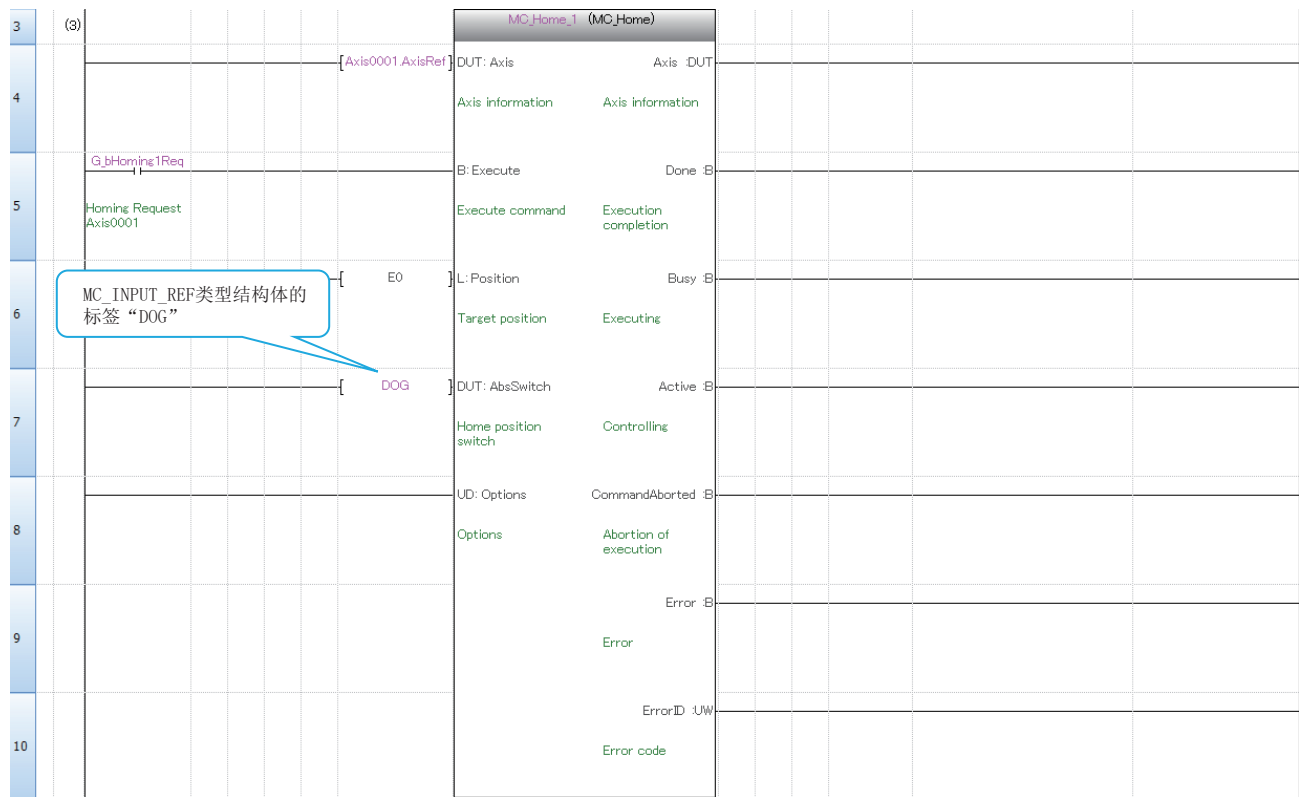 3
(3)
MC_Home_1 (MC_Home)
[Axis0001.AxisRef] DUT: Axis Axis :DUT
4
Axis information Axis information
G_bHoming1Req
B: Execute Done :B
5
Homing Request
Axis0001
Execute command Execution
completion
[ E0 ] L: Position Busy :B
MC_INPUT_REF类型结构体的
标签“DOG”
6
Target position Executing
[ DOG ] DUT: AbsSwitch Active :B
7
Home position
switch
Controlling
UD: Options CommandAborted :B
8
Options Abortion of
execution
Error :B
9
Error
ErrorID :UW
10
Error code